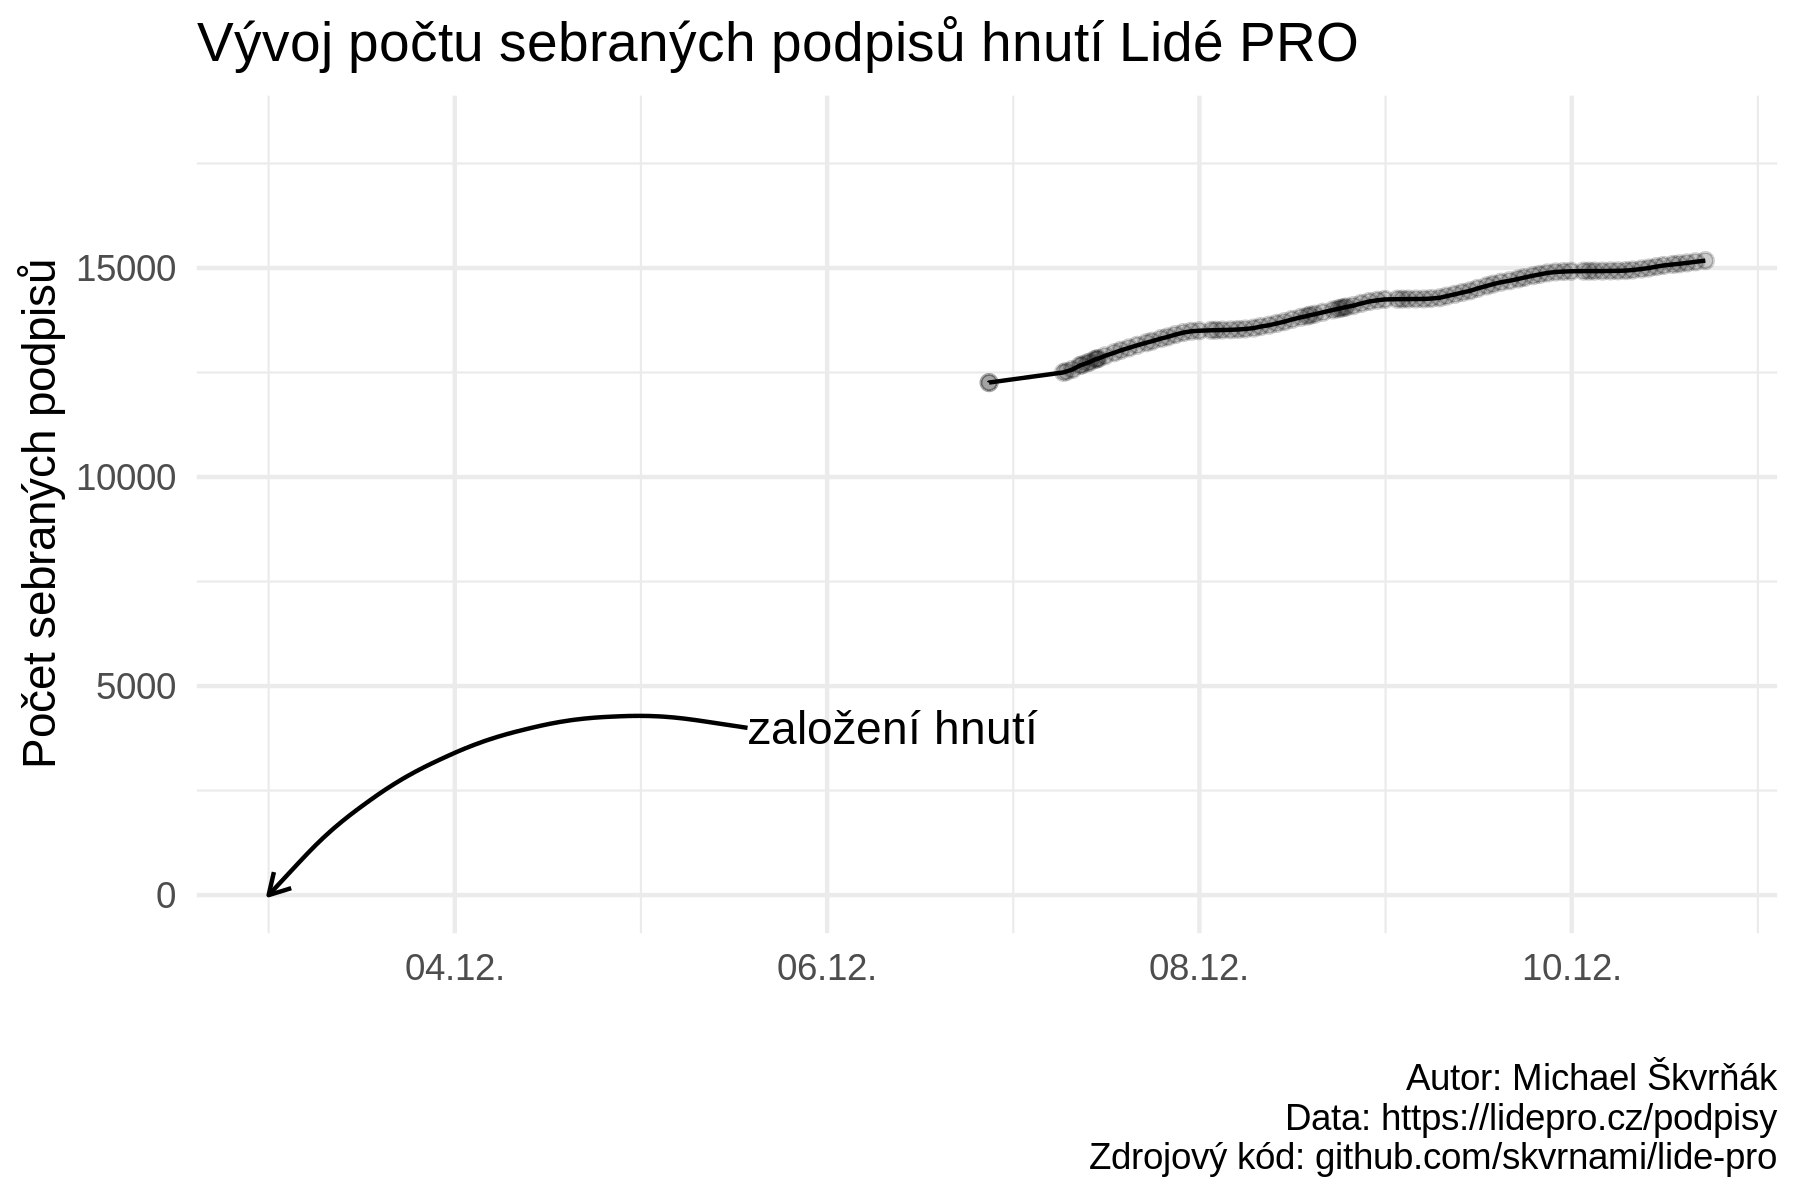 Vývoj počtu sebraných podpisů hnutí Lidé PRO
Počet sebraných podpisů
15000
10000
5000
0
založení hnutí
04.12.
06.12.
08.12.
10.12.
Autor: Michael Škvrňák
Data: https://lidepro.cz/podpisy
Zdrojový kód: github.com/skvrnami/lide-pro